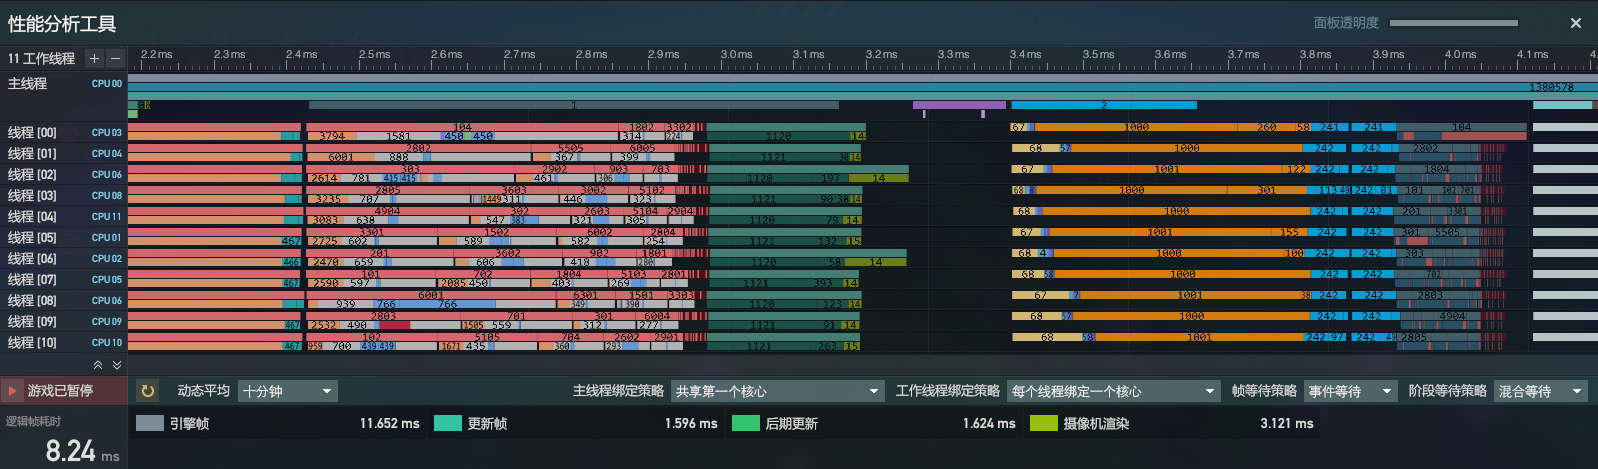 性能分析工具 面板透明度 ×
11 工作线程 + − 2.2ms 2.3ms 2.4ms 2.5ms 2.6ms 2.7ms 2.8ms 2.9ms 3.0ms 3.1ms 3.2ms 3.3ms 3.4ms 3.5ms 3.6ms 3.7ms 3.8ms 3.9ms 4.0ms 4.1ms
主线程 CPU 00 1380578
1 2
线程 [00] CPU 03 104 1802 3302 67 1000 260 58 241 241 104
3794 1581 450 450 314 224 1120 14
线程 [01] CPU 04 2802 5505 6005 68 57 1000 242 242 2802
6001 888 367 399 1121 14
线程 [02] CPU 06 303 2902 903 703 67 1001 122 242 242 1804
2614 781 415 415 461 306 1120 197 14
线程 [03] CPU 08 2805 3603 3002 5102 68 8 1000 301 242 101
3235 707 1449 311 446 323 1121 90 38 14
线程 [04] CPU 11 4904 302 2603 5104 2904 68 1000 242 242 201 3301
3083 638 547 383 321 305 1120 79 14
线程 [05] CPU 01 3301 1502 6002 2804 67 1001 155 242 242 301 5505
467 2725 602 589 582 254 1121 132 15
线程 [06] CPU 02 201 3602 902 1801 68 4 1000 100 242 242 303
466 2470 659 606 418 280 1120 58 14
线程 [07] CPU 05 101 702 1804 5103 2801 68 58 1000 242 242 702
467 2590 597 2085 450 403 269 1121 393 14
线程 [08] CPU 06 6001 6301 1501 3303 67 7 1001 38 242 242 2803
939 766 766 349 390 1120 123 14
线程 [09] CPU 09 2803 701 301 6004 68 57 1000 242 242 4904
467 2532 490 1505 559 312 277 1121 91 14
线程 [10] CPU 10 102 5105 704 2602 2901 68 58 1001 242 97 242 2805
467 959 700 439 439 1671 435 360 293 1121 263 15
游戏已暂停 动态平均 十分钟 主线程绑定策略 共享第一个核心 工作线程绑定策略 每个线程绑定一个核心 帧等待策略 事件等待 阶段等待策略 混合等待
逻辑帧耗时 引擎帧 11.652 ms 更新帧 1.596 ms 后期更新 1.624 ms 摄像机渲染 3.121 ms
8.24 ms